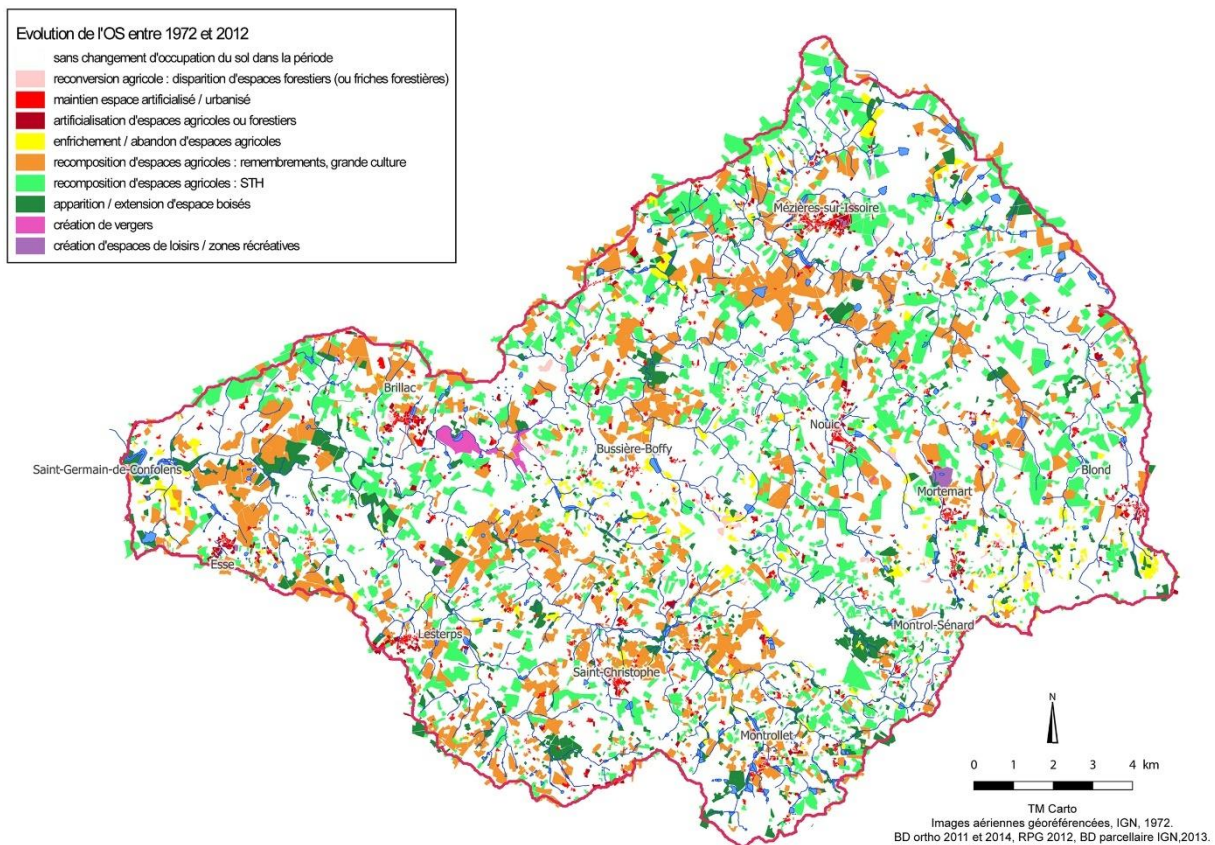 Evolution de l'OS entre 1972 et 2012
sans changement d'occupation du sol dans la période
reconversion agricole : disparition d'espaces forestiers (ou friches forestières)
maintien espace artificialisé / urbanisé
artificialisation d'espaces agricoles ou forestiers
enfrichement / abandon d'espaces agricoles
recomposition d'espaces agricoles : remembrements, grande culture
recomposition d'espaces agricoles : STH
apparition / extension d'espace boisés
création de vergers
création d'espaces de loisirs / zones récréatives
Mézières-sur-Issoire
Brillac
Nouic
Bussière-Boffy
Saint-Germain-de-Confolens
Blond
Mortemart
Esse
Montrol-Sénard
Lesterps
Saint-Christophe
Montrollet
N
0 1 2 3 4 km
TM Carto
Images aériennes géoréférencées, IGN, 1972.
BD ortho 2011 et 2014, RPG 2012, BD parcellaire IGN,2013.